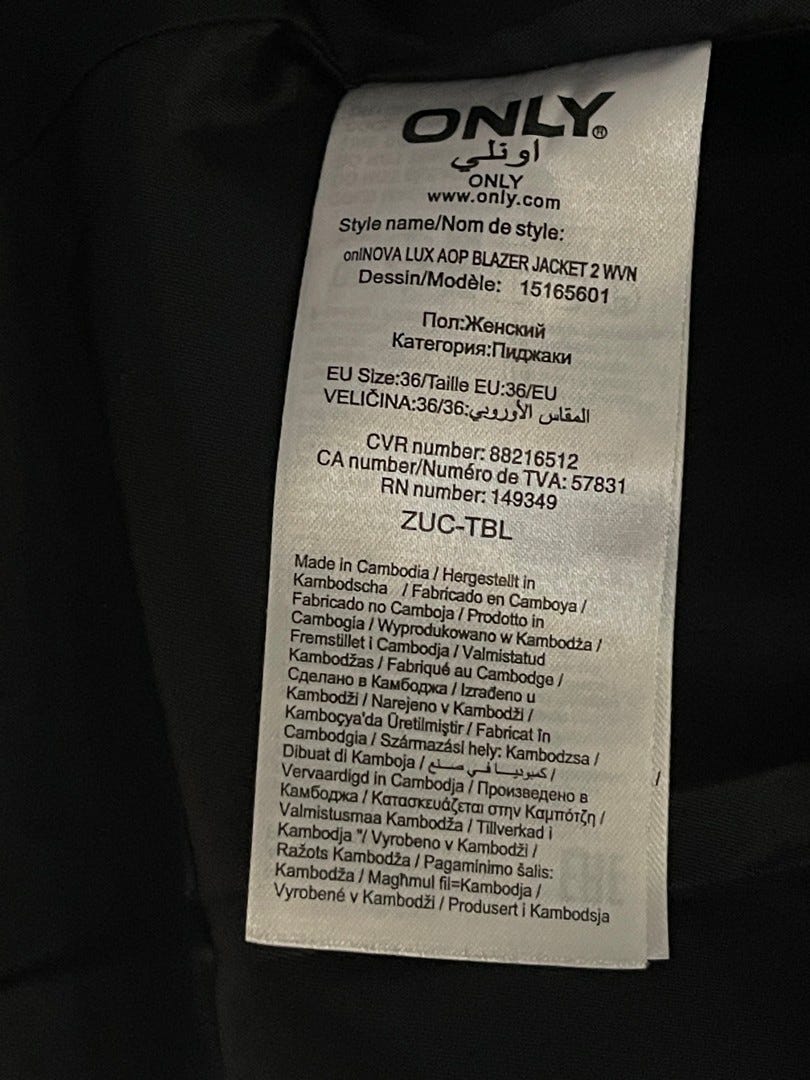 ONLY®
اونلي
ONLY
www.only.com
Style name/Nom de style:
onlNOVA LUX AOP BLAZER JACKET 2 WVN
Dessin/Modèle: 15165601
Пол:Женский
Категория:Пиджаки
EU Size:36/Taille EU:36/EU
VELIČINA:36/36:المقاس الأوروبي
CVR number: 88216512
CA number/Numéro de TVA: 57831
RN number: 149349
ZUC-TBL
Made in Cambodia / Hergestellt in
Kambodscha / Fabricado en Camboya /
Fabricado no Camboja / Prodotto in
Cambogia / Wyprodukowano w Kambodża /
Fremstillet i Cambodja / Valmistatud
Kambodžas / Fabriqué au Cambodge /
Сделано в Камбоджа / Izrađeno u
Kambodži / Narejeno v Kambodži /
Kamboçya'da Üretilmiştir / Fabricat în
Cambodgia / Származási hely: Kambodzsa /
Dibuat di Kamboja / كمبوديا في صنع /
Vervaardigd in Cambodja / Произведено в
Камбоджа / Κατασκευάζεται στην Καμπότζη /
Valmistusmaa Kambodža / Tillverkad i
Kambodja "/ Vyrobeno v Kambodži /
Ražots Kambodža / Pagaminimo šalis:
Kambodža / Magħmul fil=Kambodja /
Vyrobené v Kambodži / Produsert i Kambodsja